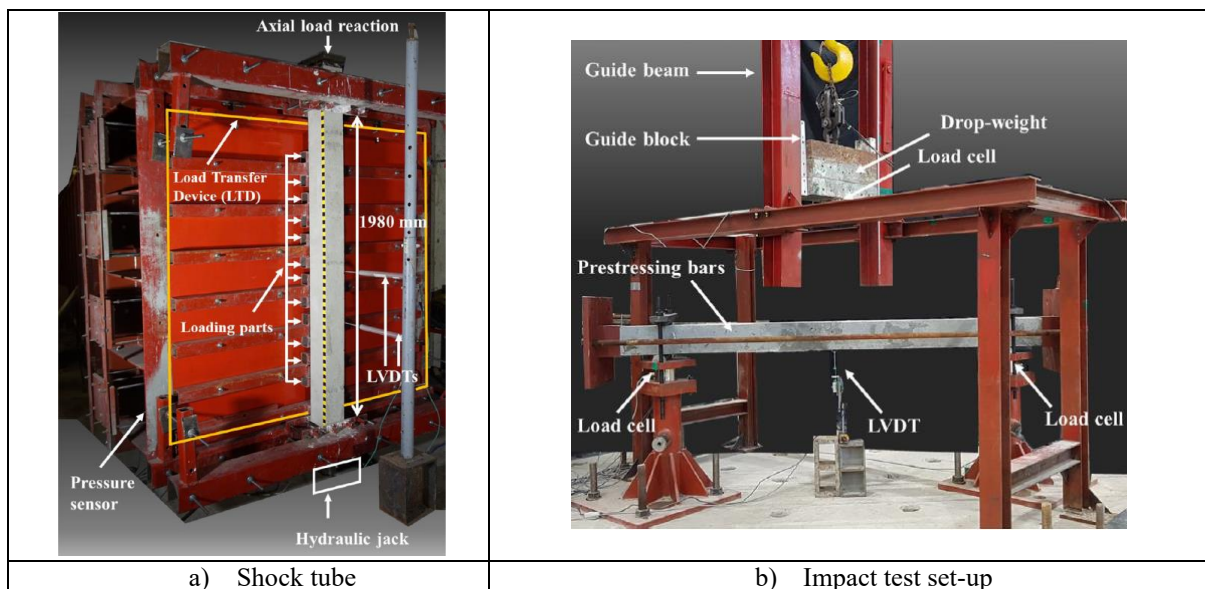 Axial load reaction
Load Transfer
Device (LTD)
1980 mm
Loading parts
LVDTs
Pressure
sensor
Hydraulic jack
a) Shock tube
Guide beam
Guide block
Drop-weight
Load cell
Prestressing bars
Load cell
LVDT
Load cell
b) Impact test set-up